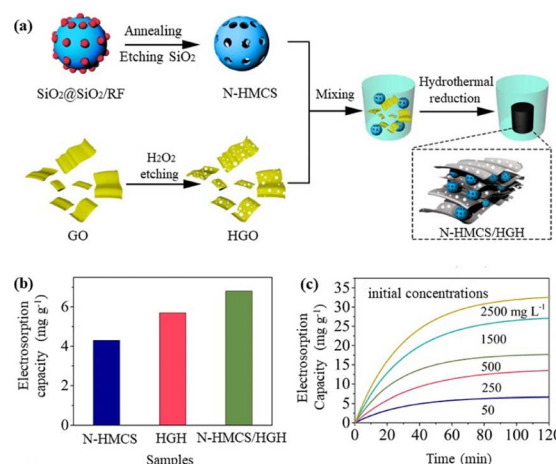 (a)
Annealing
Etching SiO₂
SiO₂@SiO₂/RF
N-HMCS
Mixing
Hydrothermal
reduction
H₂O₂
etching
GO
HGO
N-HMCS/HGH
(b)
Electrosorption
capacity (mg g⁻¹)
6
4
2
0
N-HMCS HGH N-HMCS/HGH
Samples
(c)
Electrosorption
Capacity (mg g⁻¹)
35
30
25
20
15
10
5
0
initial concentrations
2500 mg L⁻¹
1500
500
250
50
0 20 40 60 80 100 120
Time (min)